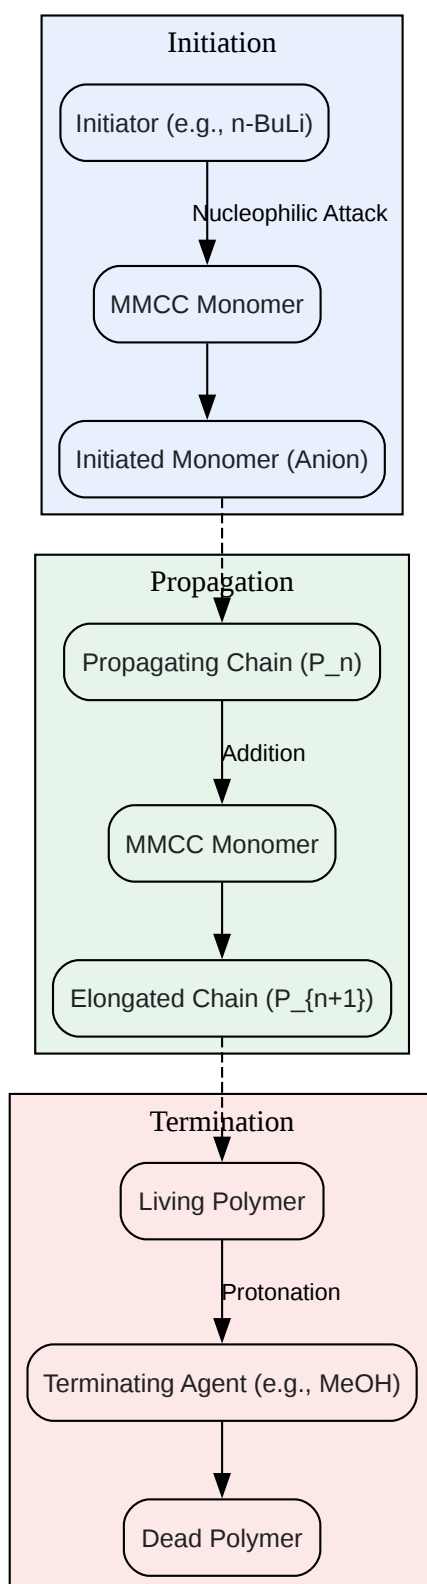 Initiation
Initiator (e.g., n-BuLi)
Nucleophilic Attack
MMCC Monomer
Initiated Monomer (Anion)
Propagation
Propagating Chain (P_n)
Addition
MMCC Monomer
Elongated Chain (P_{n+1})
Termination
Living Polymer
Protonation
Terminating Agent (e.g., MeOH)
Dead Polymer